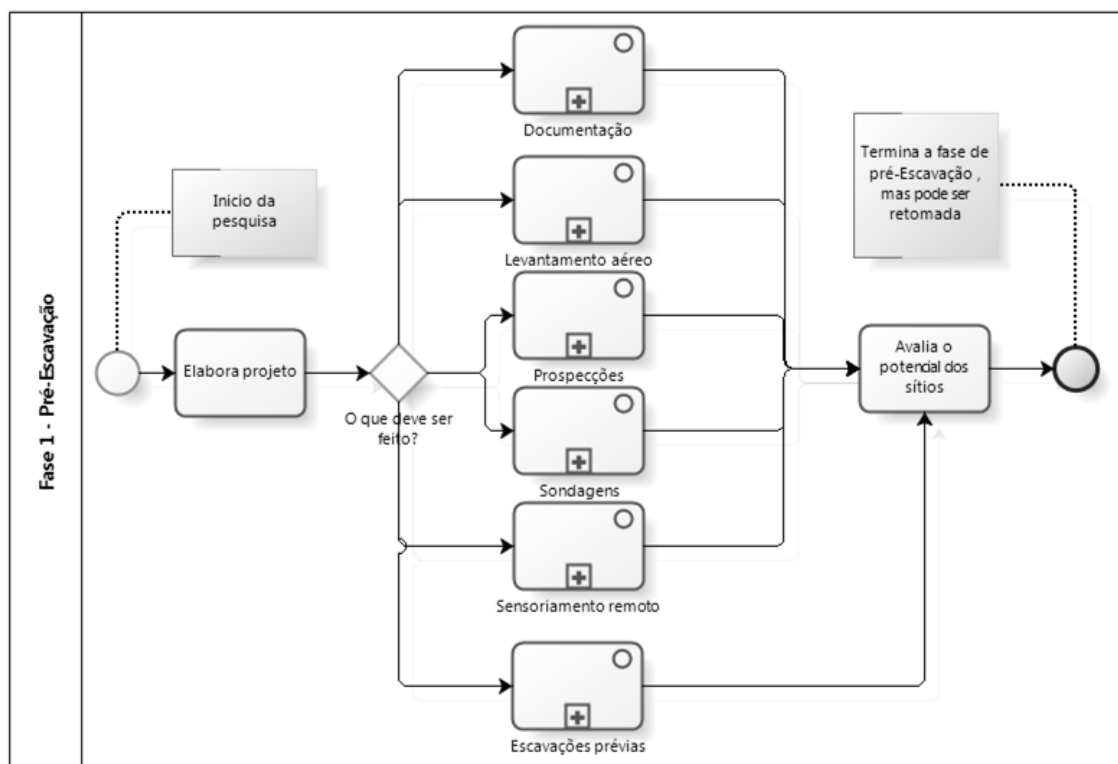 Fase 1 - Pré-Escavação
Inicio da
pesquisa
Elabora projeto
O que deve ser
feito?
Documentação
Levantamento aéreo
Prospecções
Sondagens
Sensoriamento remoto
Escavações prévias
Termina a fase de
pré-Escavação ,
mas pode ser
retomada
Avalia o
potencial dos
sítios